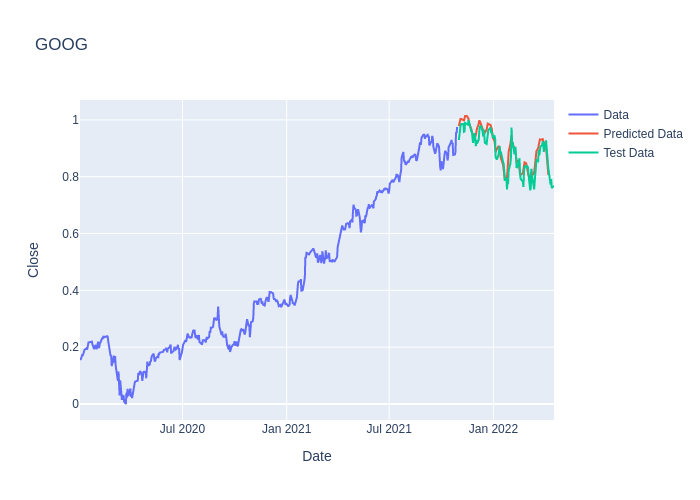 GOOG
Data
Predicted Data
Test Data
1
0.8
0.6
0.4
0.2
0
Close
Jul 2020
Jan 2021
Jul 2021
Jan 2022
Date